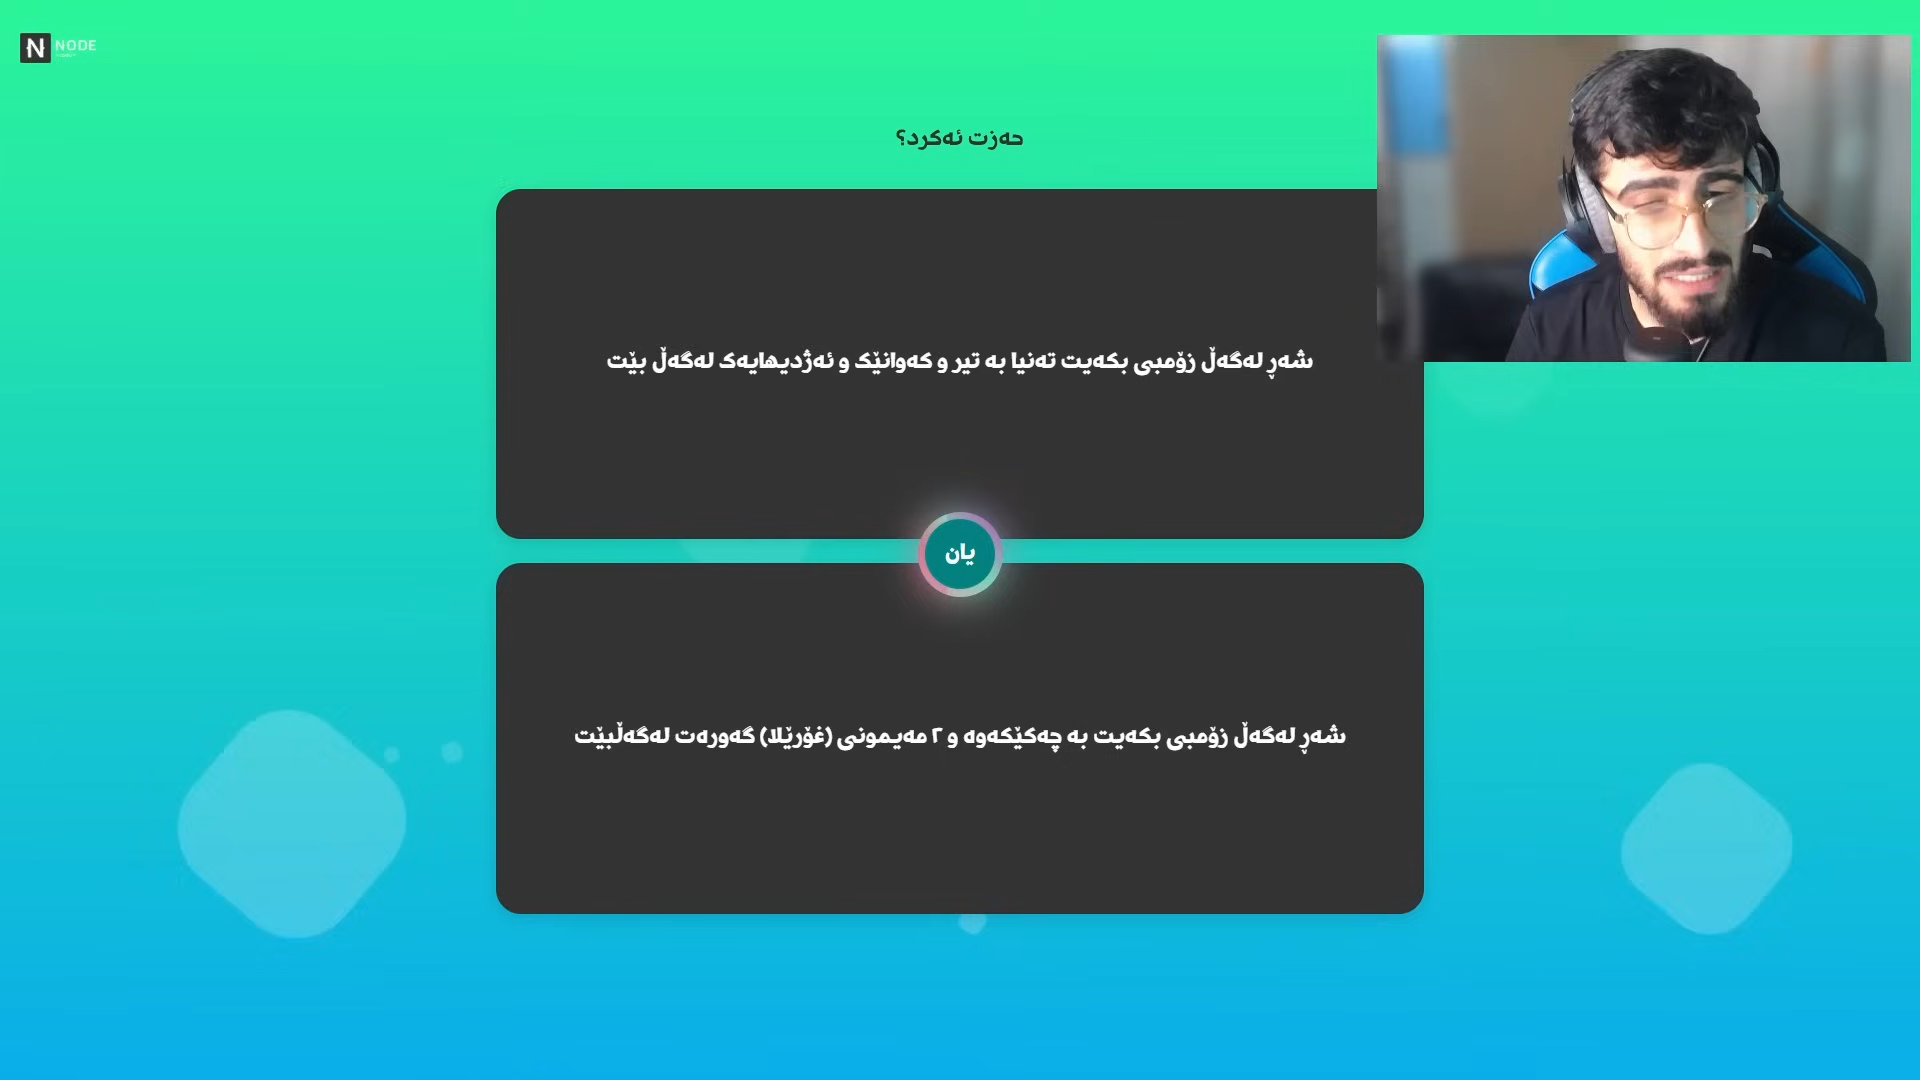 NODE
حەزت ئەکرد؟
شەڕ لەگەڵ زۆمبی بکەیت تەنیا بە تیر و کەوانێک و ئەژدیهایەک لەگەڵ بێت
یان
شەڕ لەگەڵ زۆمبی بکەیت بە چەکێکەوە و ٢ مەیمونی (غۆرێلا) گەورەت لەگەڵبێت